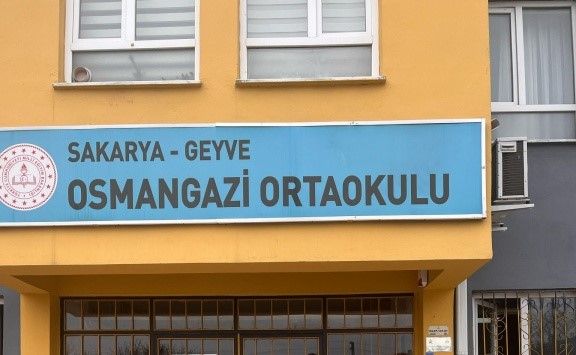 SAKARYA - GEYVE
OSMANGAZİ ORTAOKULU